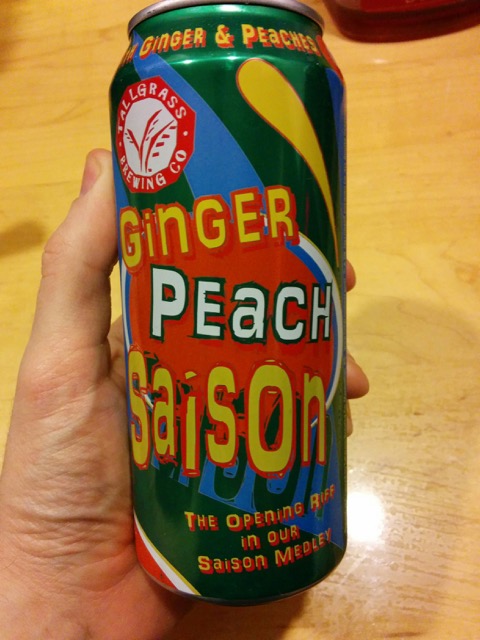 GINGER & PEACHES
TALLGRASS
BREWING CO
GINGER
PEACH
SAISON
THE OPENING RIFF
IN OUR
SAISON MEDLEY